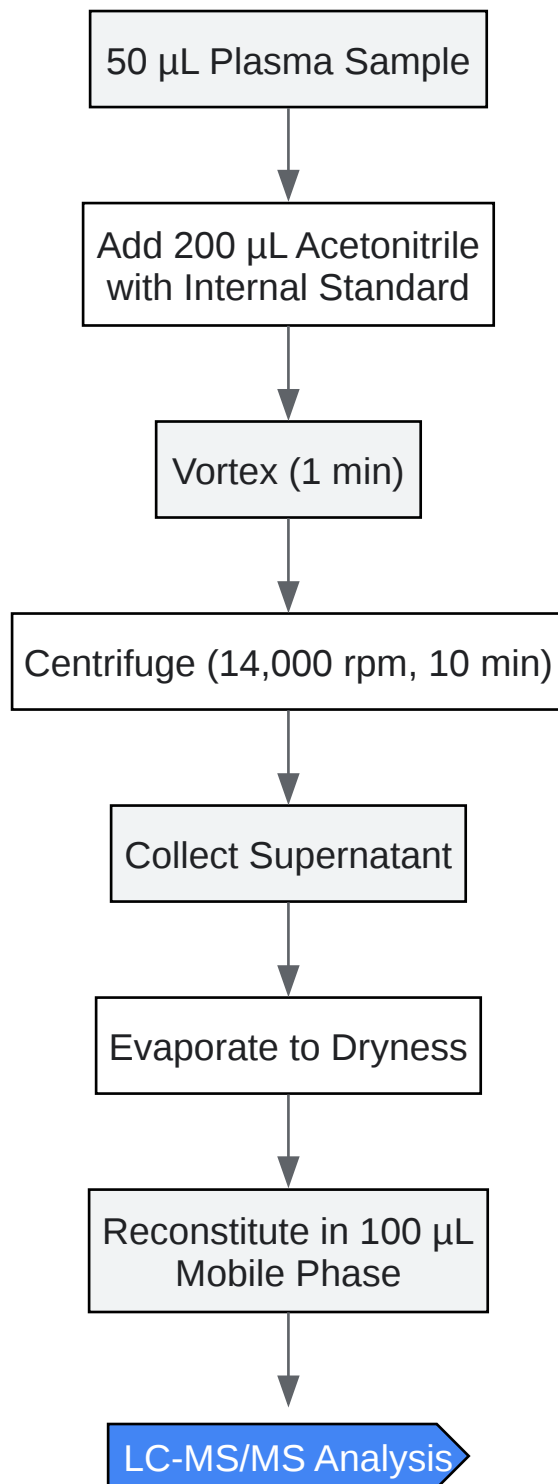 50 µL Plasma Sample
Add 200 µL Acetonitrile
with Internal Standard
Vortex (1 min)
Centrifuge (14,000 rpm, 10 min)
Collect Supernatant
Evaporate to Dryness
Reconstitute in 100 µL
Mobile Phase
LC-MS/MS Analysis